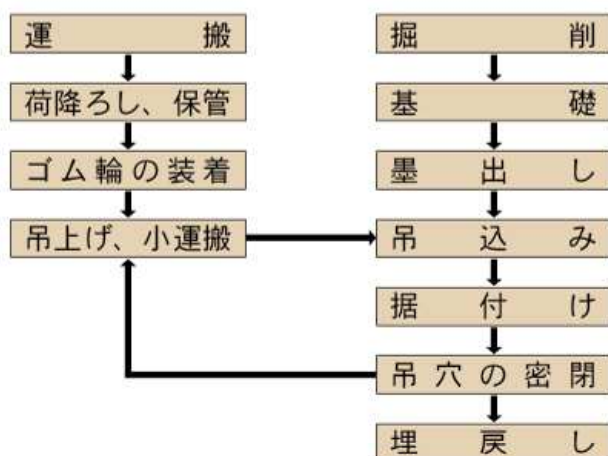 運搬
荷降ろし、保管
ゴム輪の装着
吊上げ、小運搬
掘削
基礎
墨出し
吊込み
据付け
吊穴の密閉
埋戻し